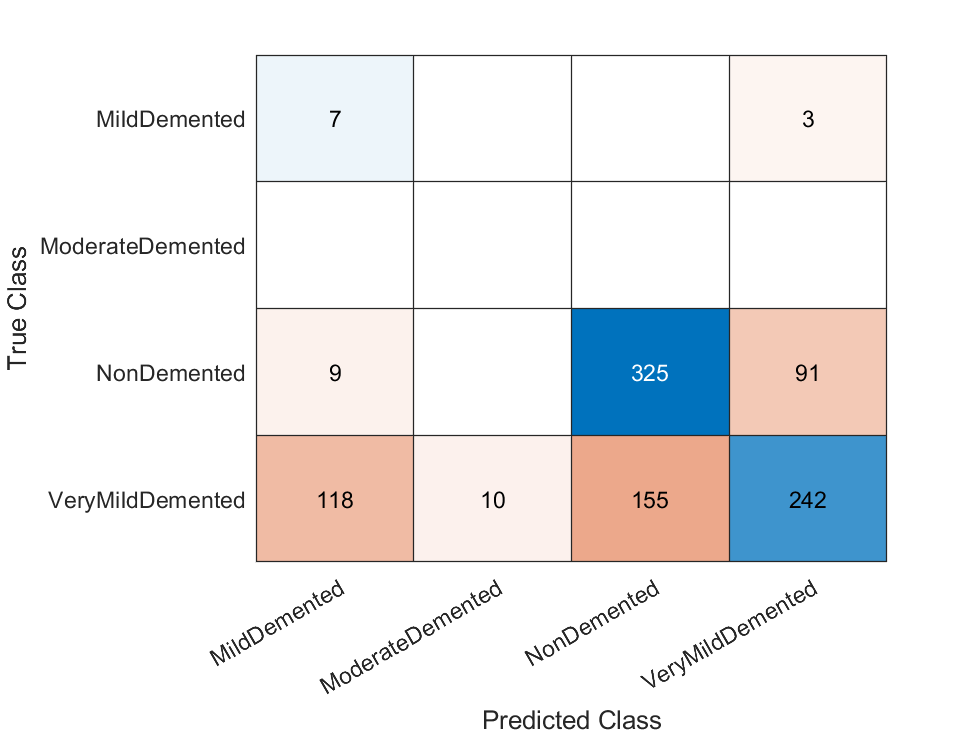 MildDemented 7 3
ModerateDemented
NonDemented 9 325 91
VeryMildDemented 118 10 155 242
True Class
MildDemented ModerateDemented NonDemented VeryMildDemented
Predicted Class